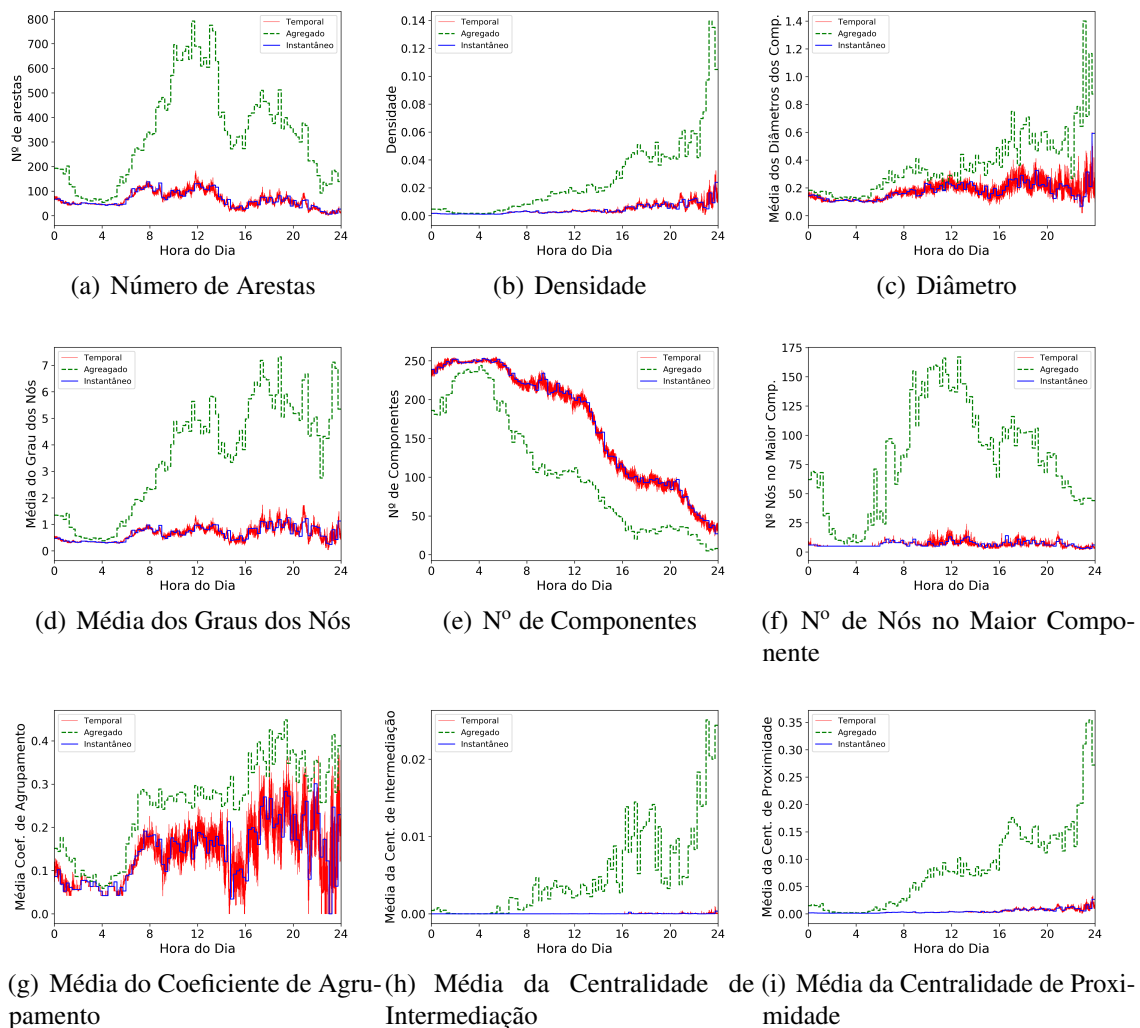 Nº de arestas
800
700
600
500
400
300
200
100
0
0 4 8 12 16 20 24
Hora do Dia
Temporal
Agregado
Instantâneo
(a) Número de Arestas
Densidade
0.14
0.12
0.10
0.08
0.06
0.04
0.02
0.00
0 4 8 12 16 20 24
Hora do Dia
Temporal
Agregado
Instantâneo
(b) Densidade
Média dos Diâmetros dos Comp.
1.4
1.2
1.0
0.8
0.6
0.4
0.2
0.0
0 4 8 12 16 20
Hora do Dia
Temporal
Agregado
Instantâneo
(c) Diâmetro
Média do Grau dos Nós
7
6
5
4
3
2
1
0
0 4 8 12 16 20 24
Hora do Dia
Temporal
Agreagado
Instantâneo
(d) Média dos Graus dos Nós
Nº de Componentes
250
200
150
100
50
0
0 4 8 12 16 20 24
Hora do Dia
Temporal
Agregado
Instantâneo
(e) Nº de Componentes
Nº Nós no Maior Comp.
175
150
125
100
75
50
25
0
0 4 8 12 16 20 24
Hora do Dia
Temporal
Agregado
Instantâneo
(f) Nº de Nós no Maior Compo-
nente
Média Coef. de Agrupamento
0.4
0.3
0.2
0.1
0.0
0 4 8 12 16 20 24
Hora do Dia
Temporal
Agregado
Instantâneo
(g) Média do Coeficiente de Agru-
pamento
Média da Cent. de Intermediação
0.02
0.01
0.00
0 4 8 12 16 20 24
Hora do Dia
Temporal
Agregado
Instantâneo
(h) Média da Centralidade de
Intermediação
Média da Cent. de Proximidade
0.35
0.30
0.25
0.20
0.15
0.10
0.05
0.00
0 4 8 12 16 20 24
Hora do Dia
Temporal
Agregado
Instantâneo
(i) Média da Centralidade de Proxi-
midade